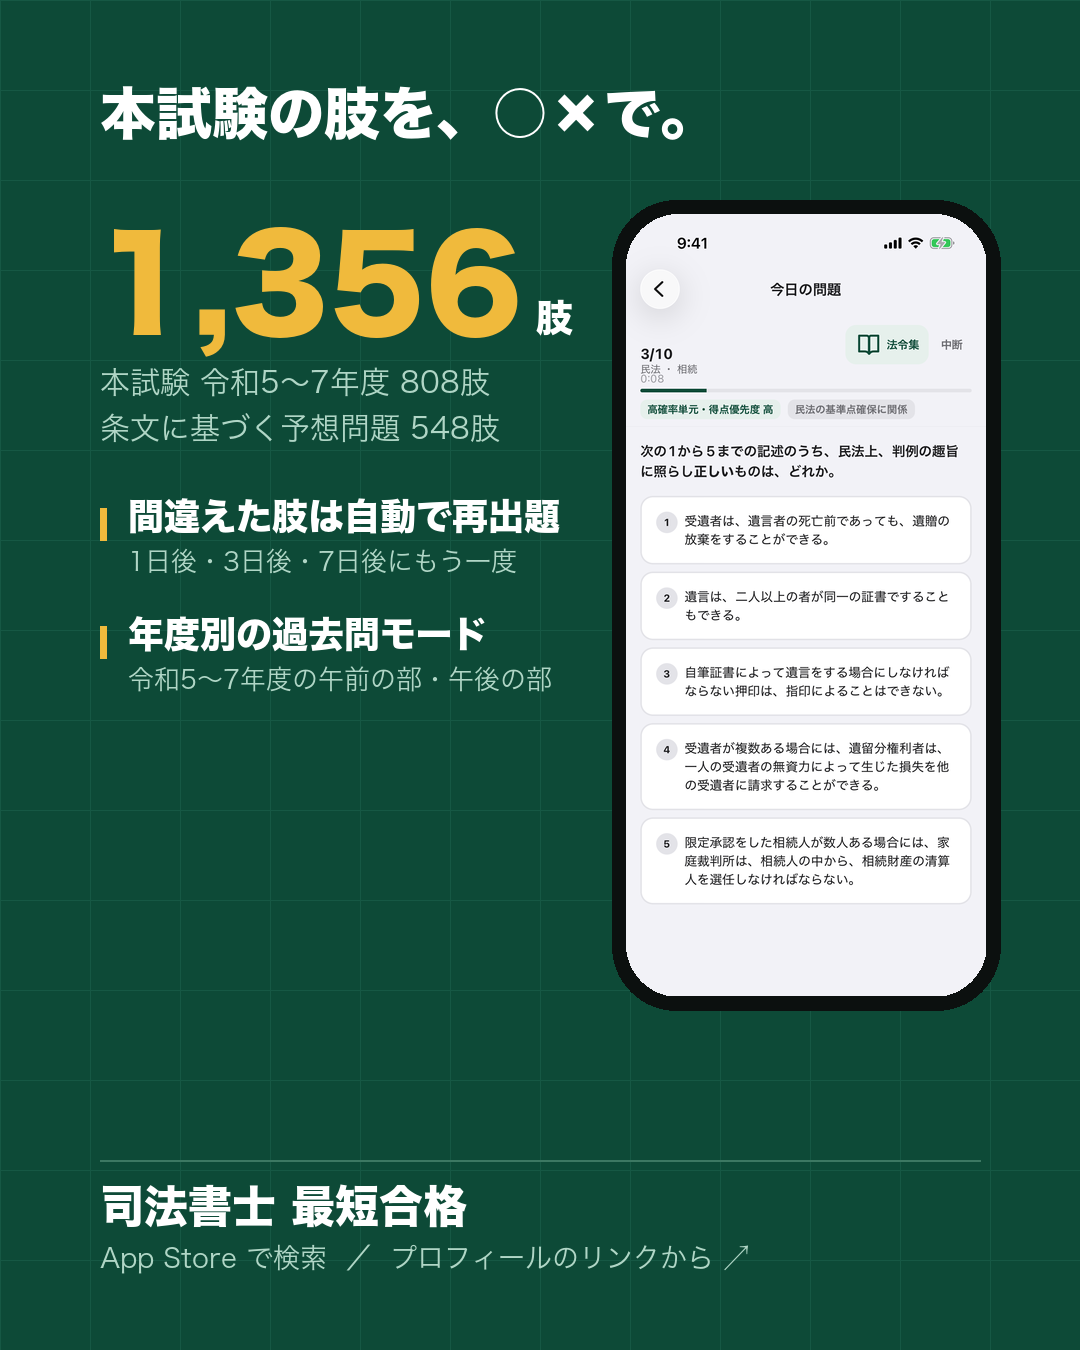 本試験の肢を、○×で。
1,356 肢
本試験 令和5〜7年度 808肢
条文に基づく予想問題 548肢
間違えた肢は自動で再出題
1日後・3日後・7日後にもう一度
年度別の過去問モード
令和5〜7年度の午前の部・午後の部
9:41
今日の問題
法令集 中断
3/10
民法 ・ 相続
0:08
高確率単元・得点優先度 高 民法の基準点確保に関係
次の1から5までの記述のうち、民法上、判例の趣旨
に照らし正しいものは、どれか。
1 受遺者は、遺言者の死亡前であっても、遺贈の
放棄をすることができる。
2 遺言は、二人以上の者が同一の証書ですること
もできる。
3 自筆証書によって遺言をする場合にしなければ
ならない押印は、指印によることはできない。
4 受遺者が複数ある場合には、遺留分権利者は、
一人の受遺者の無資力によって生じた損失を他
の受遺者に請求することができる。
5 限定承認をした相続人が数人ある場合には、家
庭裁判所は、相続人の中から、相続財産の清算
人を選任しなければならない。
司法書士 最短合格
App Store で検索 ／ プロフィールのリンクから ↗